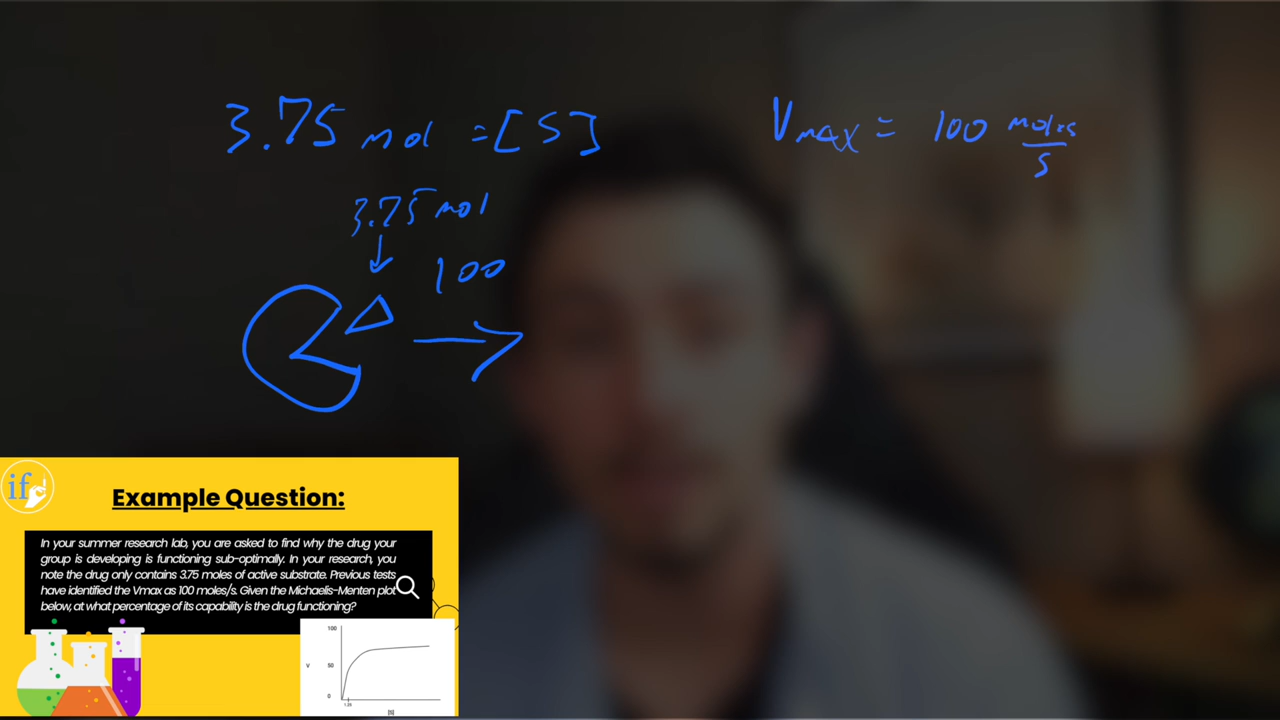 3.75 mol = [S]
Vmax = 100 moles/s
3.75 mol
100
if
Example Question:
In your summer research lab, you are asked to find why the drug your
group is developing is functioning sub-optimally. In your research, you
note the drug only contains 3.75 moles of active substrate. Previous tests
have identified the Vmax as 100 moles/s. Given the Michaelis-Menten plot
below, at what percentage of its capability is the drug functioning?
100
V
50
0
1.25
[S]